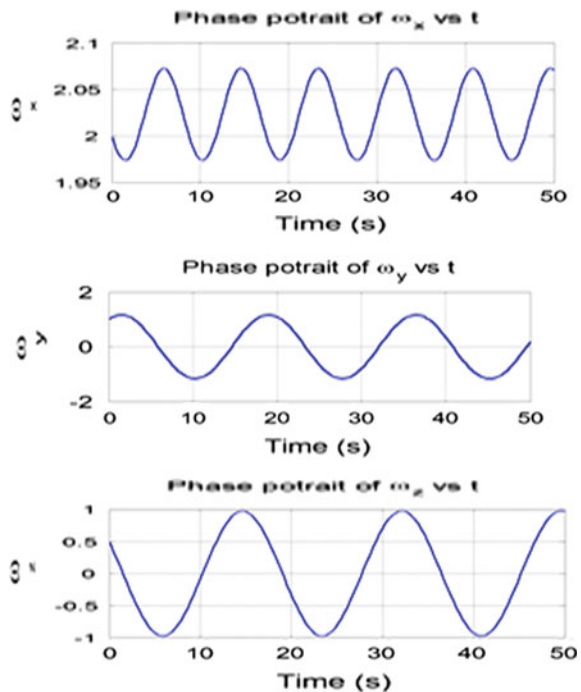 Phase potrait of ω x vs t
2.1
2.05
2
1.95
ω x
0 10 20 30 40 50
Time (s)
Phase potrait of ω y vs t
2
0
-2
ω y
0 10 20 30 40 50
Time (s)
Phase potrait of ω z vs t
1
0.5
0
-0.5
-1
ω z
0 10 20 30 40 50
Time (s)